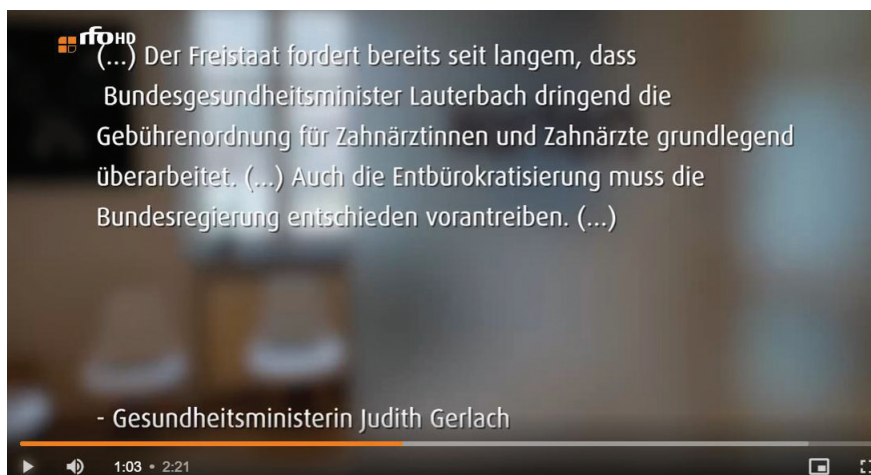 rfo HD
(...) Der Freistaat fordert bereits seit langem, dass
Bundesgesundheitsminister Lauterbach dringend die
Gebührenordnung für Zahnärztinnen und Zahnärzte grundlegend
überarbeitet. (...) Auch die Entbürokratisierung muss die
Bundesregierung entschieden vorantreiben. (...)
- Gesundheitsministerin Judith Gerlach
1:03 • 2:21